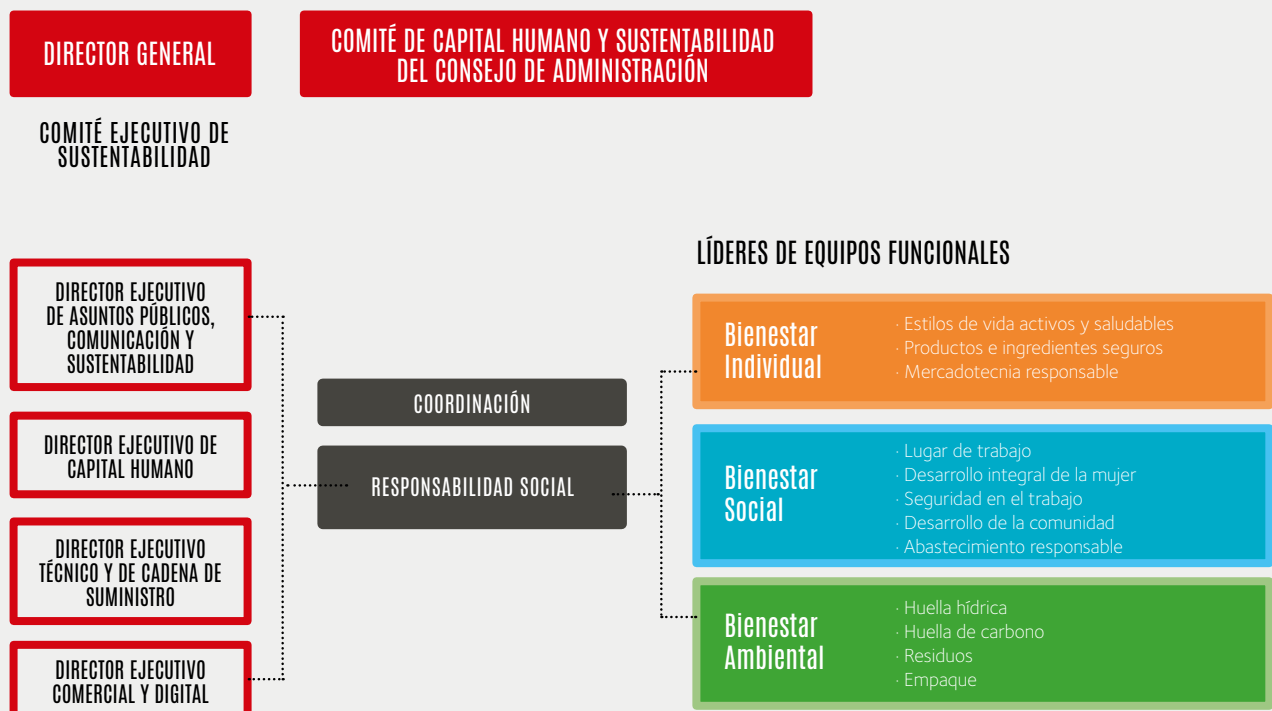 DIRECTOR GENERAL
COMITÉ DE CAPITAL HUMANO Y SUSTENTABILIDAD
DEL CONSEJO DE ADMINISTRACIÓN
COMITÉ EJECUTIVO DE
SUSTENTABILIDAD
DIRECTOR EJECUTIVO
DE ASUNTOS PÚBLICOS,
COMUNICACIÓN Y
SUSTENTABILIDAD
DIRECTOR EJECUTIVO DE
CAPITAL HUMANO
DIRECTOR EJECUTIVO
TÉCNICO Y DE CADENA DE
SUMINISTRO
DIRECTOR EJECUTIVO
COMERCIAL Y DIGITAL
COORDINACIÓN
RESPONSABILIDAD SOCIAL
LÍDERES DE EQUIPOS FUNCIONALES
Bienestar
Individual
· Estilos de vida activos y saludables
· Productos e ingredientes seguros
· Mercadotecnia responsable
Bienestar
Social
· Lugar de trabajo
· Desarrollo integral de la mujer
· Seguridad en el trabajo
· Desarrollo de la comunidad
· Abastecimiento responsable
Bienestar
Ambiental
· Huella hídrica
· Huella de carbono
· Residuos
· Empaque